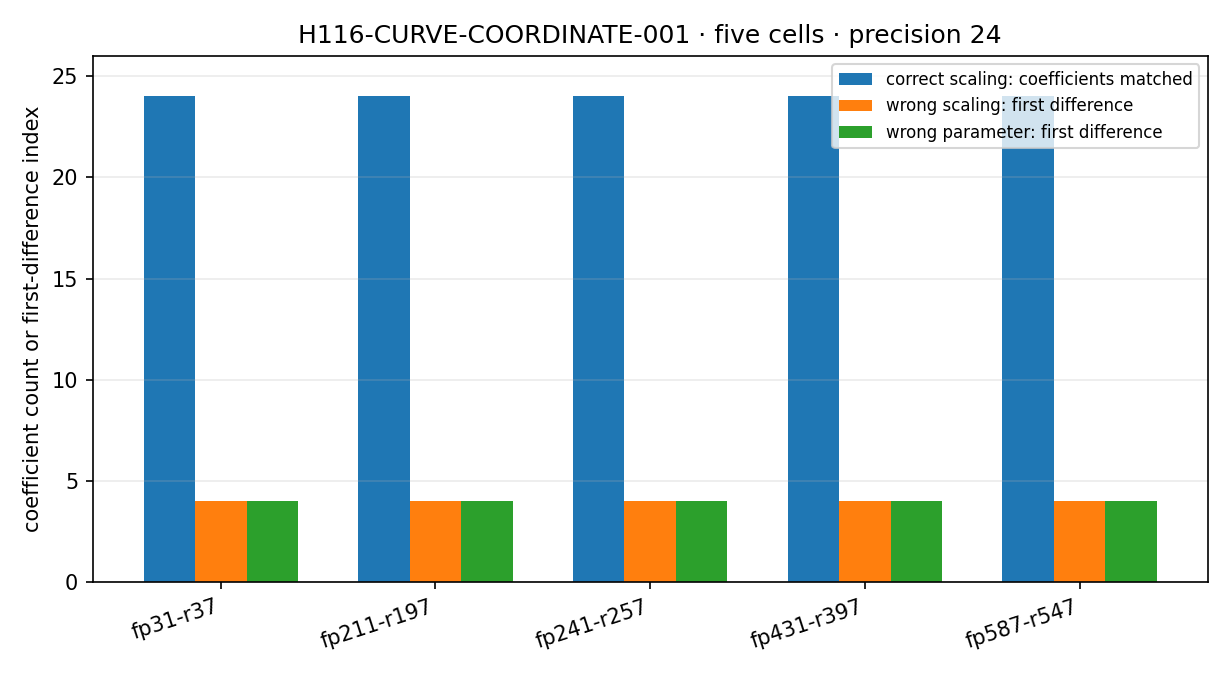 H116-CURVE-COORDINATE-001 · five cells · precision 24
correct scaling: coefficients matched
wrong scaling: first difference
wrong parameter: first difference
coefficient count or first-difference index
25
20
15
10
5
0
fp31-r37
fp211-r197
fp241-r257
fp431-r397
fp587-r547